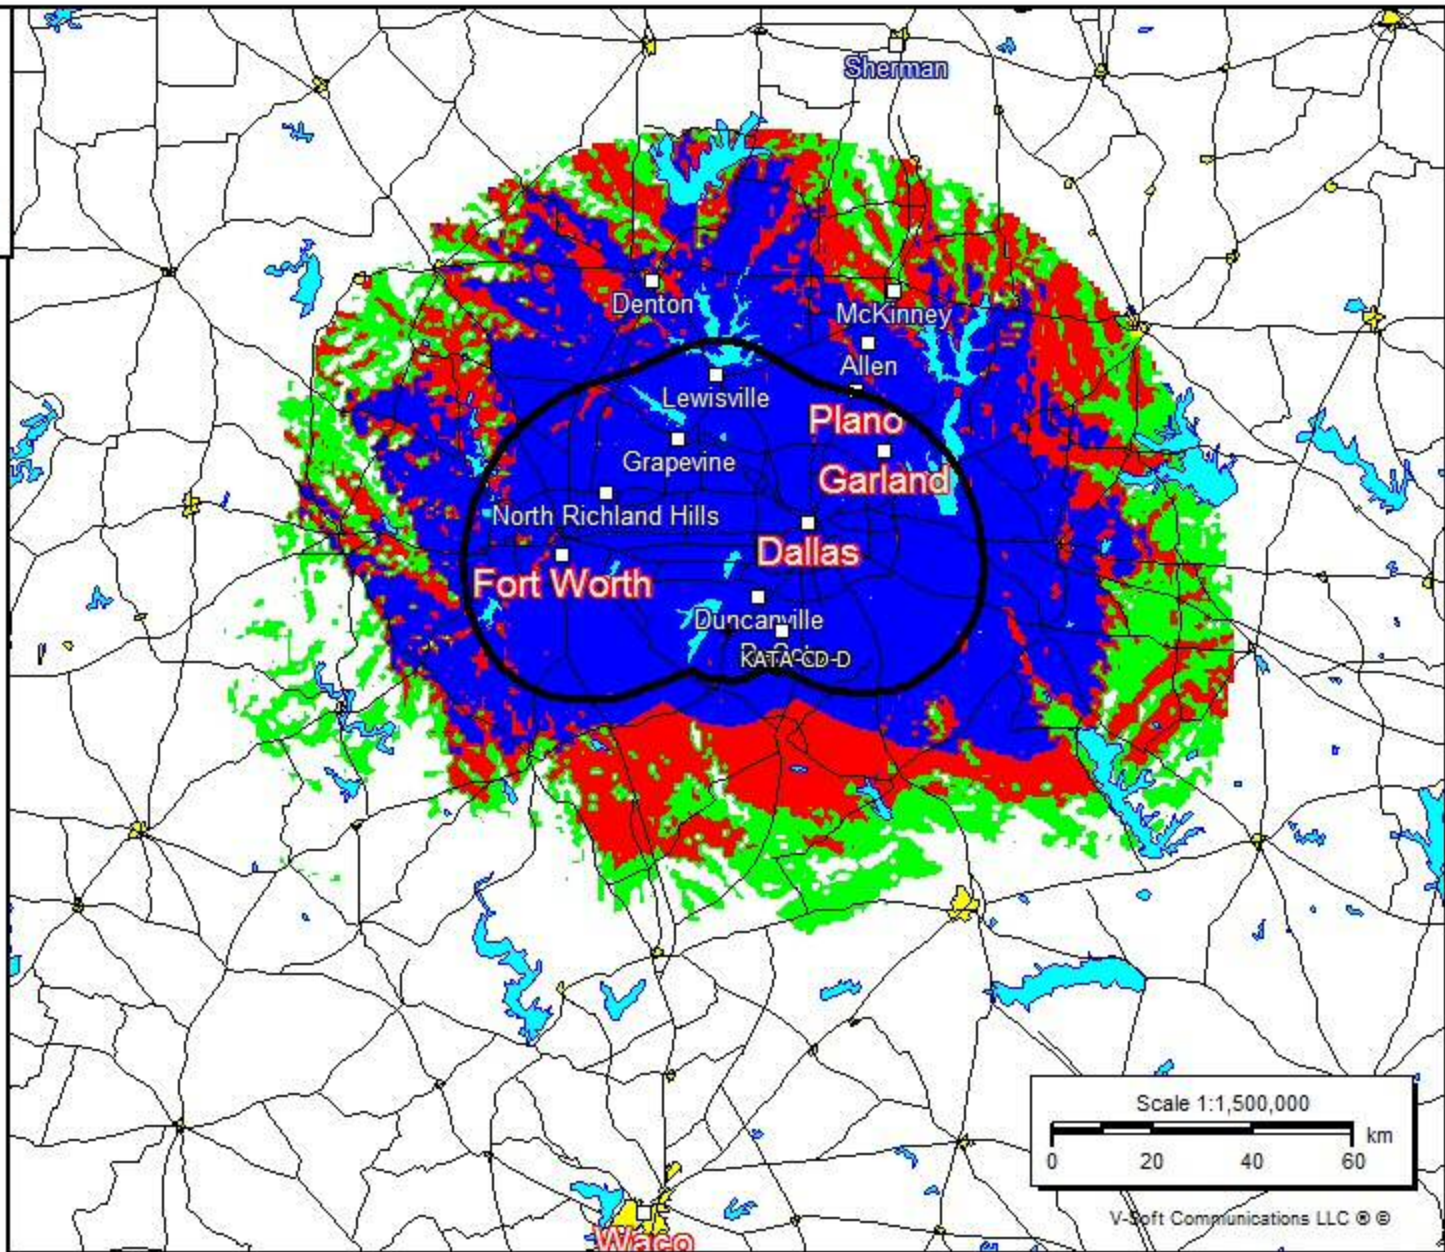 Sherman
Denton
McKinney
Allen
Lewisville
Plano
Grapevine
Garland
North Richland Hills
Dallas
Fort Worth
Duncanville
KATA-CD-D
Scale 1:1,500,000
km
0 20 40 60
V-Soft Communications LLC ® ©
Waco